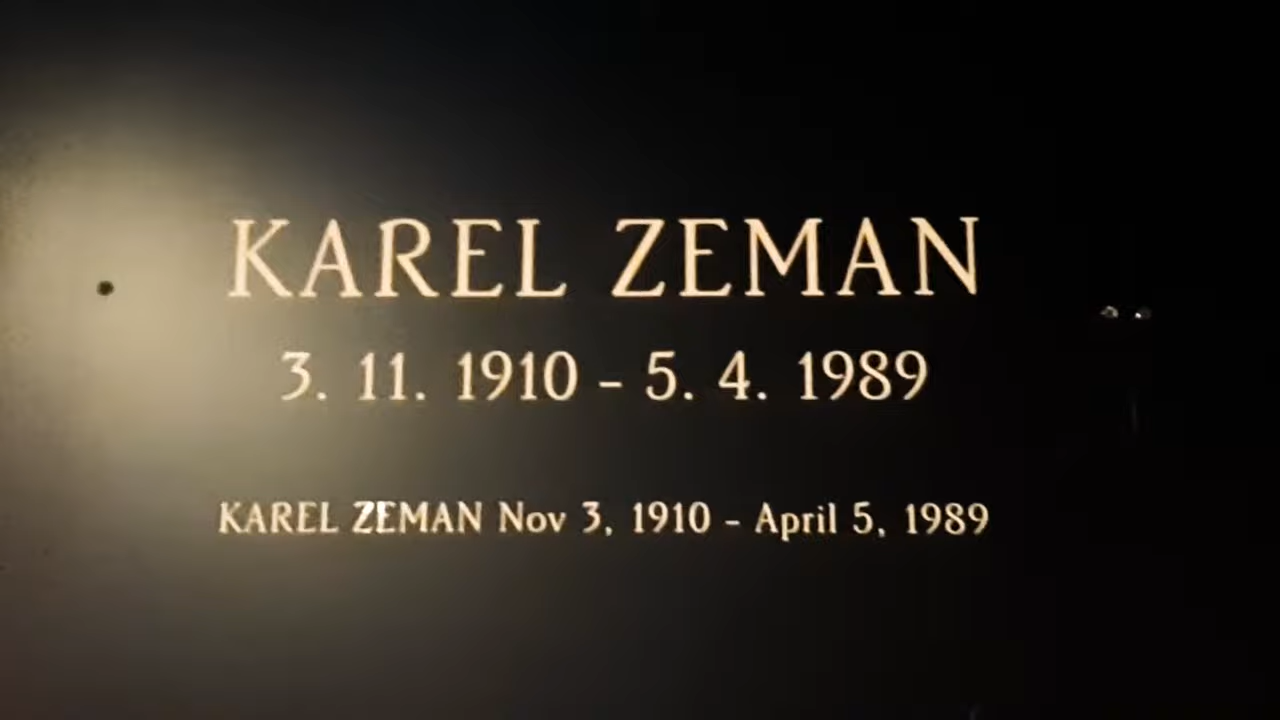 KAREL ZEMAN
3. 11. 1910 - 5. 4. 1989
KAREL ZEMAN Nov 3, 1910 - April 5, 1989